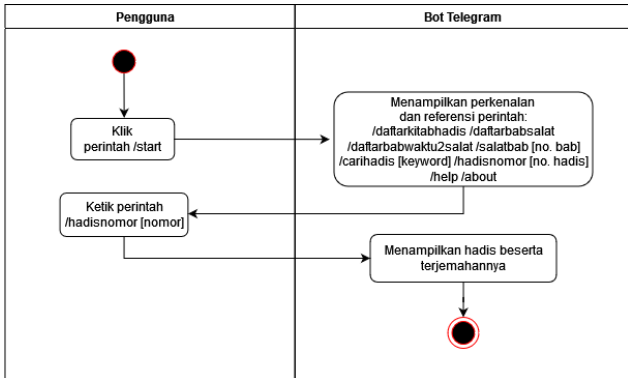 Pengguna
Bot Telegram
Klik
perintah /start
Menampilkan perkenalan
dan referensi perintah:
/daftarkitabhadis /daftarbabsalat
/daftarbabwaktu2salat /salatbab [no. bab]
/carihadis [keyword] /hadisnomor [no. hadis]
/help /about
Ketik perintah
/hadisnomor [nomor]
Menampilkan hadis beserta
terjemahannya